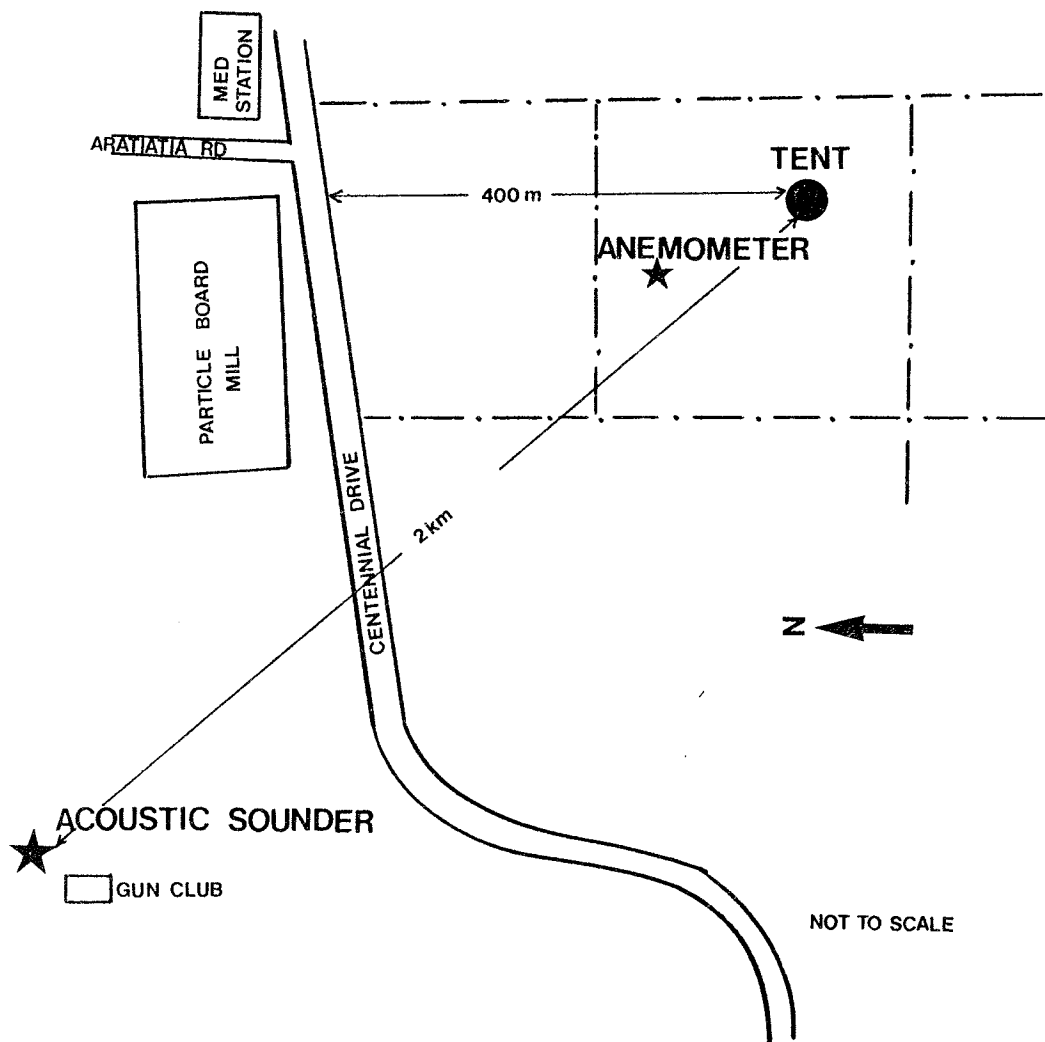 MED
STATION
ARATIATIA RD
TENT
400 m
ANEMOMETER
PARTICLE BOARD
MILL
CENTENNIAL DRIVE
2 km
N
ACOUSTIC SOUNDER
GUN CLUB
NOT TO SCALE